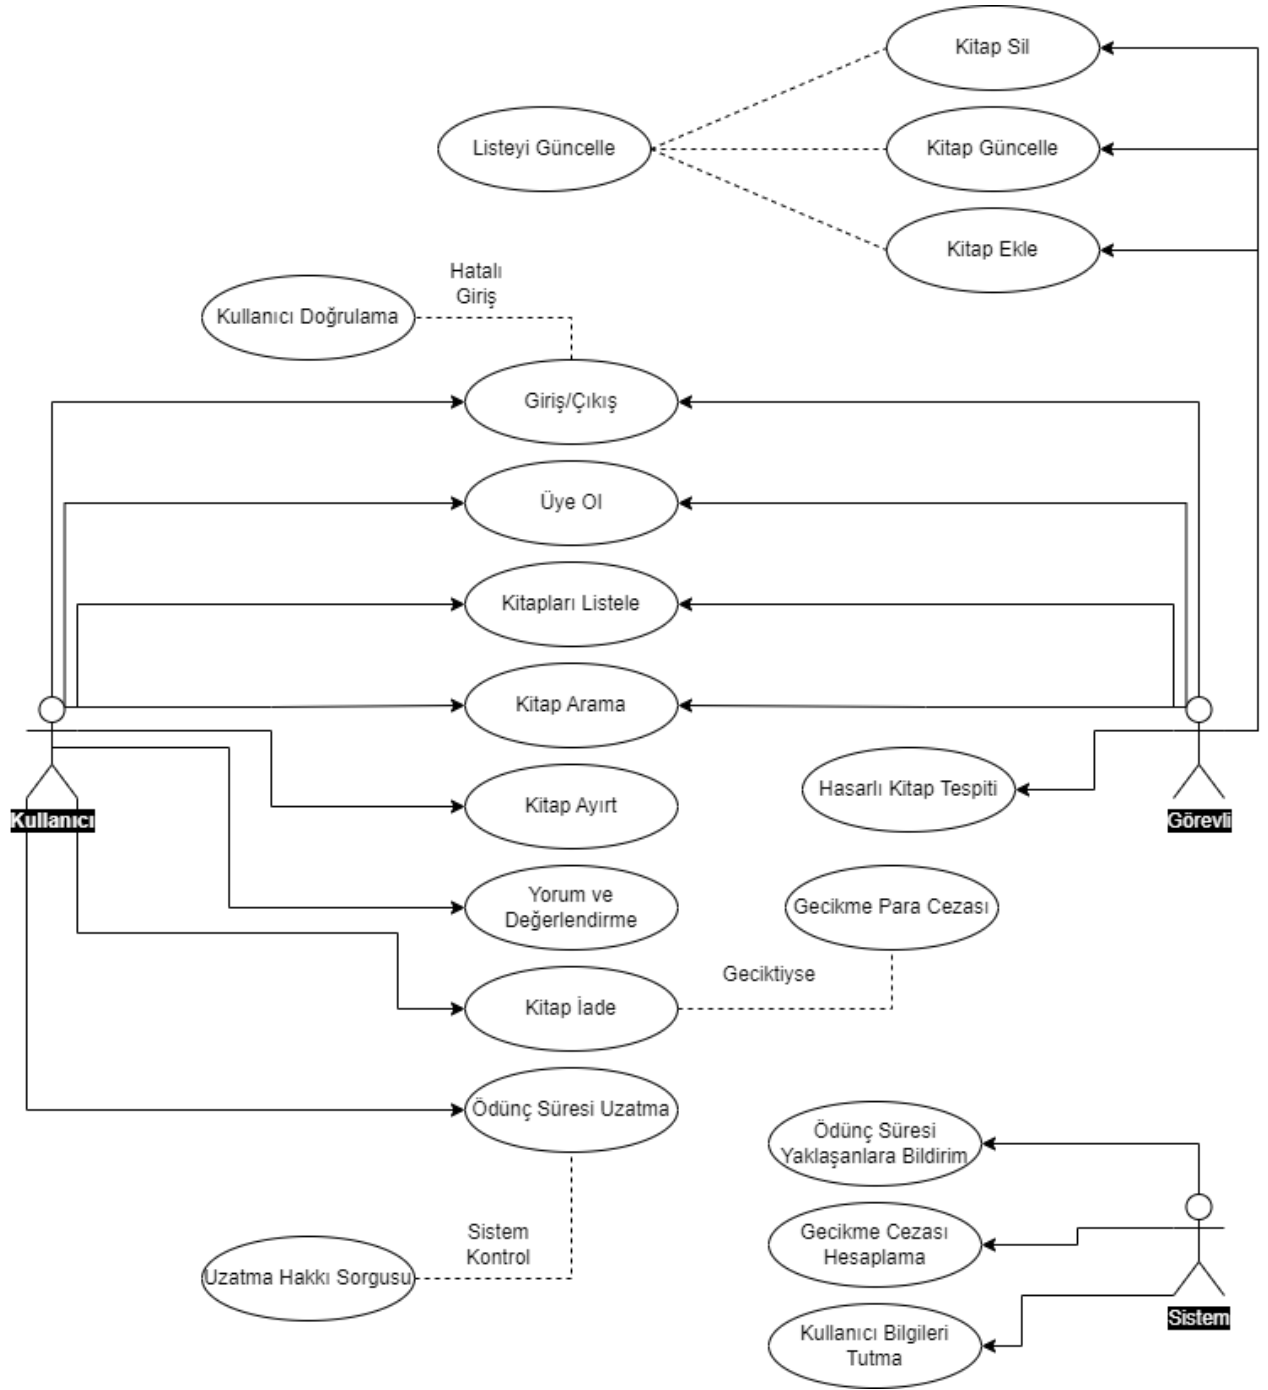 Kitap Sil
Listeyi Güncelle
Kitap Güncelle
Kitap Ekle
Hatalı
Giriş
Kullanıcı Doğrulama
Giriş/Çıkış
Üye Ol
Kitapları Listele
Kitap Arama
Hasarlı Kitap Tespiti
Kitap Ayırt
Kullanıcı
Görevli
Yorum ve
Değerlendirme
Gecikme Para Cezası
Geciktiyse
Kitap İade
Ödünç Süresi Uzatma
Ödünç Süresi
Yaklaşanlara Bildirim
Sistem
Kontrol
Gecikme Cezası
Hesaplama
Uzatma Hakkı Sorgusu
Sistem
Kullanıcı Bilgileri
Tutma